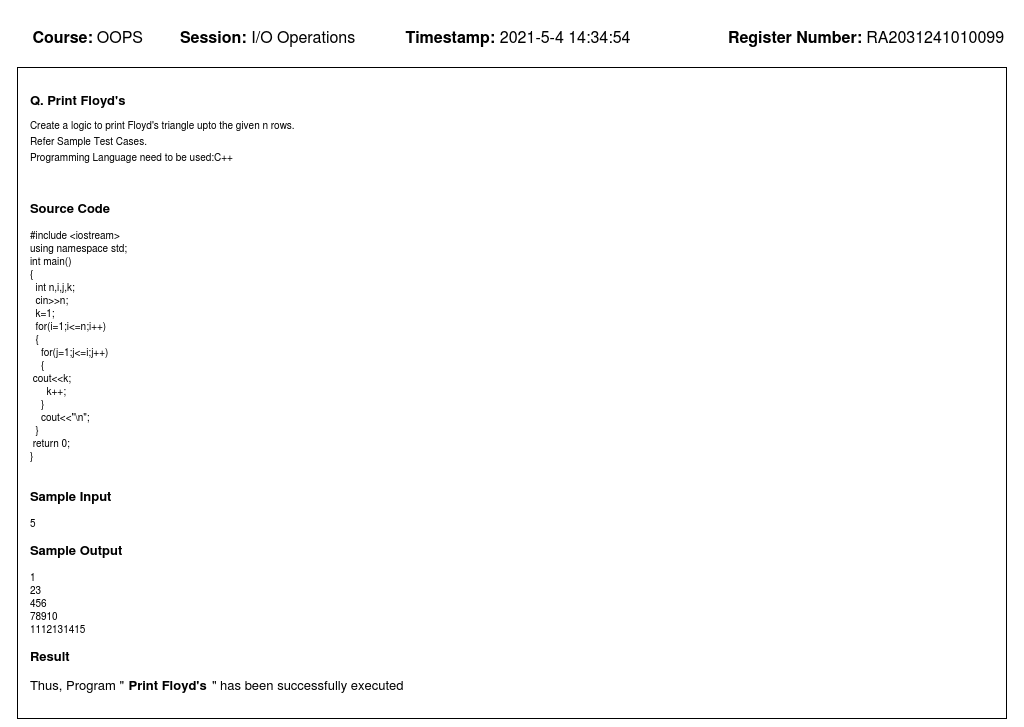 Course: OOPS Session: I/O Operations Timestamp: 2021-5-4 14:34:54 Register Number: RA2031241010099
Q. Print Floyd's
Create a logic to print Floyd's triangle upto the given n rows.
Refer Sample Test Cases.
Programming Language need to be used:C++
Source Code
#include <iostream>
using namespace std;
int main()
{
int n,i,j,k;
cin>>n;
k=1;
for(i=1;i<=n;i++)
{
for(j=1;j<=i;j++)
{
cout<<k;
k++;
}
cout<<"\n";
}
return 0;
}
Sample Input
5
Sample Output
1
23
456
78910
1112131415
Result
Thus, Program " Print Floyd's " has been successfully executed